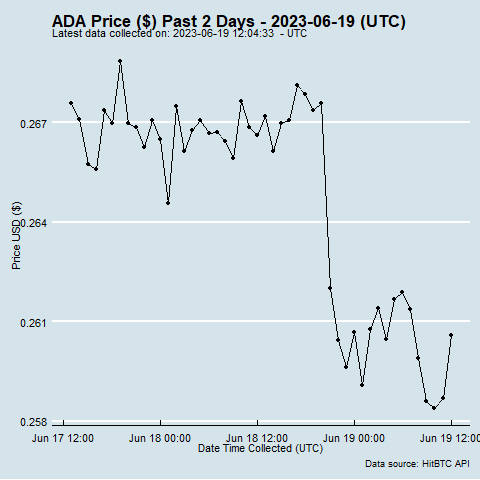 ADA Price ($) Past 2 Days - 2023-06-19 (UTC)
Latest data collected on: 2023-06-19 12:04:33 - UTC
0.267
0.264
0.261
0.258
Price USD ($)
Jun 17 12:00 Jun 18 00:00 Jun 18 12:00 Jun 19 00:00 Jun 19 12:00
Date Time Collected (UTC)
Data source: HitBTC API